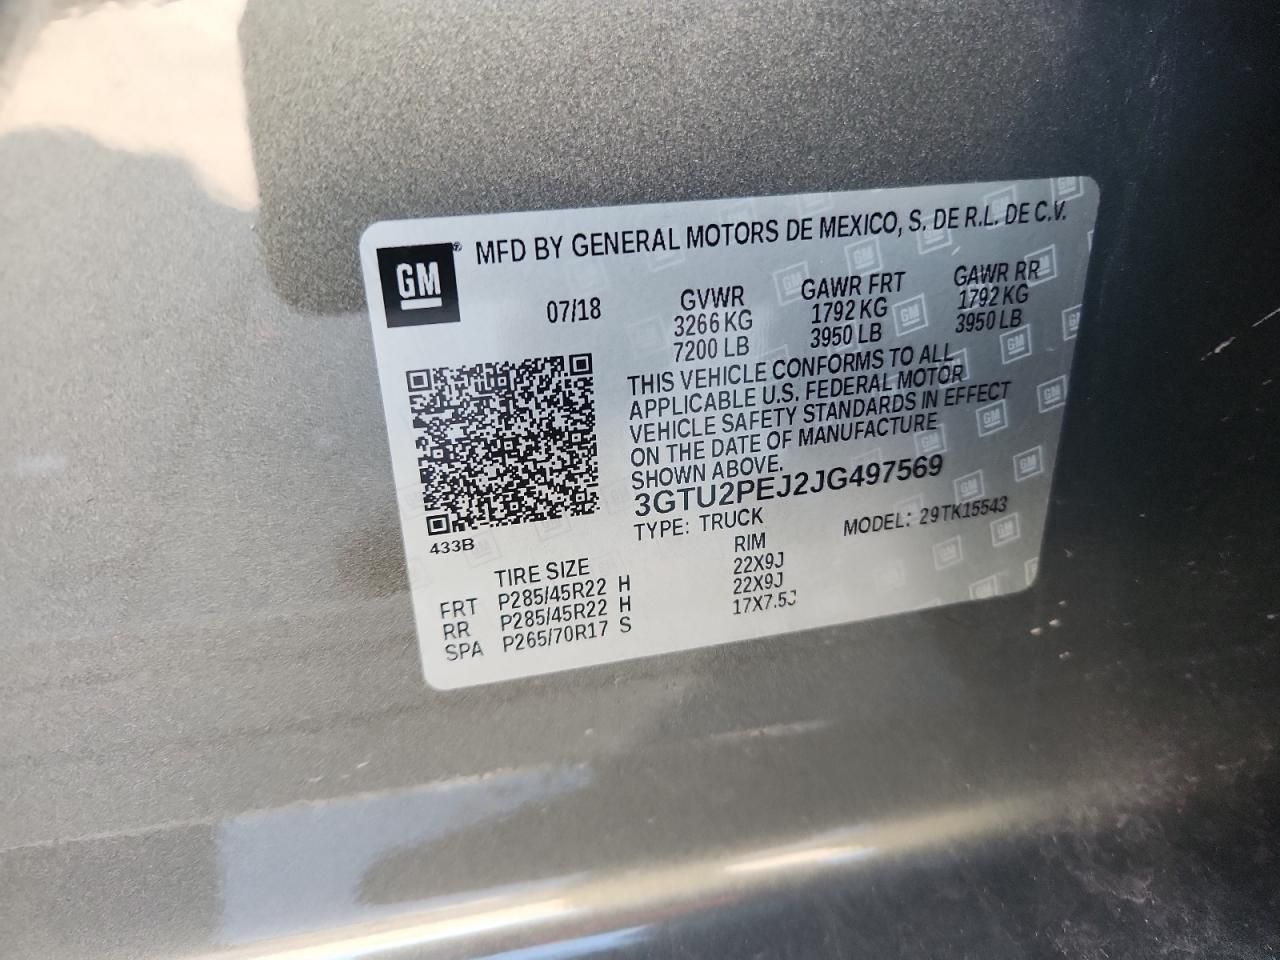 GM ® MFD BY GENERAL MOTORS DE MEXICO, S. DE R.L. DE C.V.
07/18 GVWR GAWR FRT GAWR RR
3266 KG 1792 KG 1792 KG
7200 LB 3950 LB 3950 LB
THIS VEHICLE CONFORMS TO ALL
APPLICABLE U.S. FEDERAL MOTOR
VEHICLE SAFETY STANDARDS IN EFFECT
ON THE DATE OF MANUFACTURE
SHOWN ABOVE.
3GTU2PEJ2JG497569
433B TYPE: TRUCK MODEL: 29TK15543
TIRE SIZE RIM
FRT P285/45R22 H 22X9J
RR P285/45R22 H 22X9J
SPA P265/70R17 S 17X7.5J